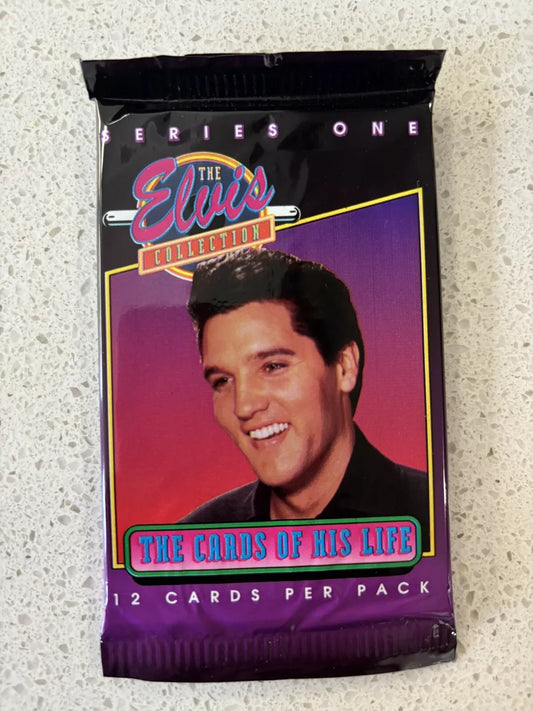 SERIES ONE
THE
Elvis
COLLECTION
THE CARDS OF HIS LIFE
12 CARDS PER PACK